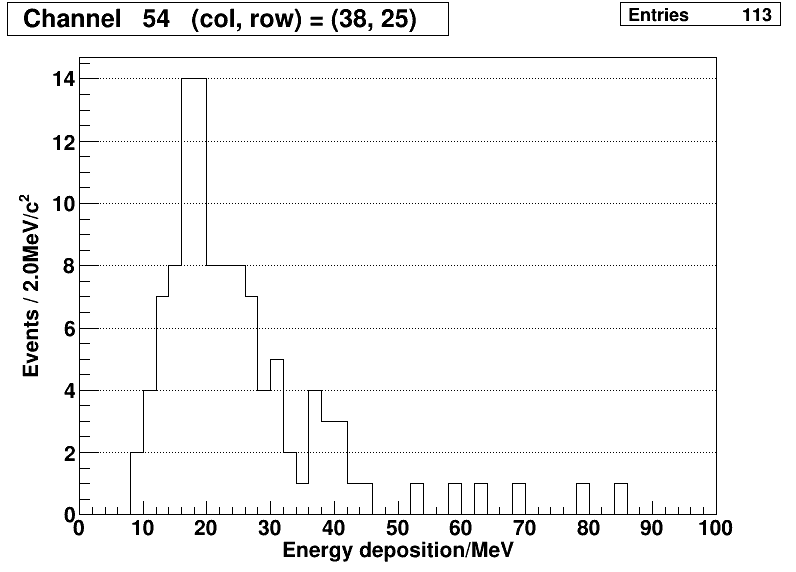 Channel 54 (col, row) = (38, 25)
Entries 113
Events / 2.0MeV/c²
14
12
10
8
6
4
2
0
0 10 20 30 40 50 60 70 80 90 100
Energy deposition/MeV